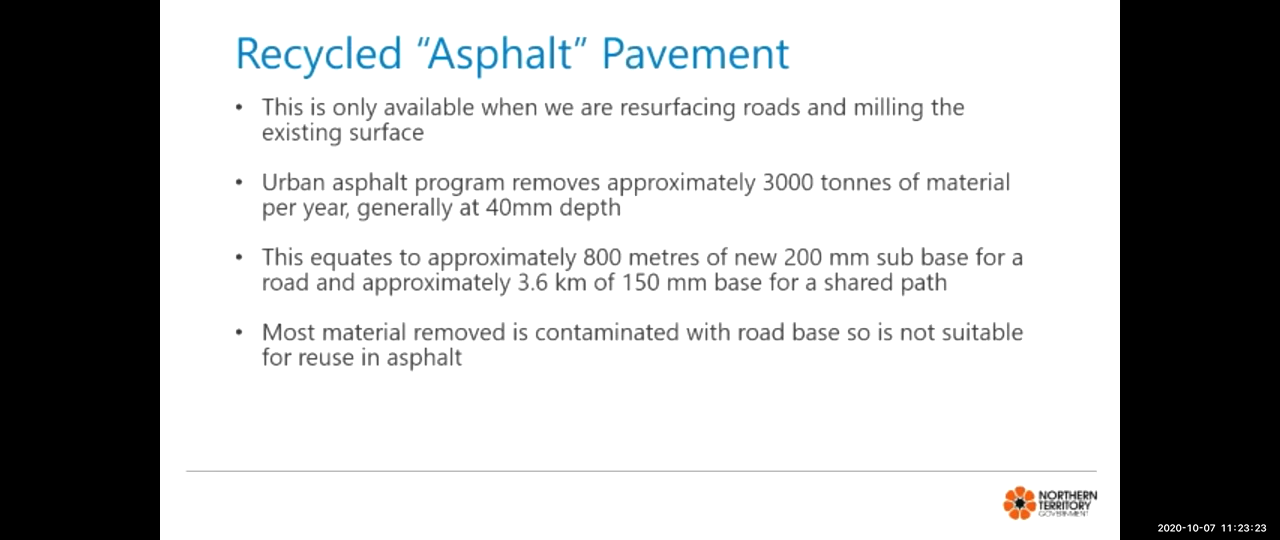 Recycled “Asphalt” Pavement
• This is only available when we are resurfacing roads and milling the
existing surface
• Urban asphalt program removes approximately 3000 tonnes of material
per year, generally at 40mm depth
• This equates to approximately 800 metres of new 200 mm sub base for a
road and approximately 3.6 km of 150 mm base for a shared path
• Most material removed is contaminated with road base so is not suitable
for reuse in asphalt
NORTHERN
TERRITORY
GOVERNMENT
2020-10-07 11:23:23